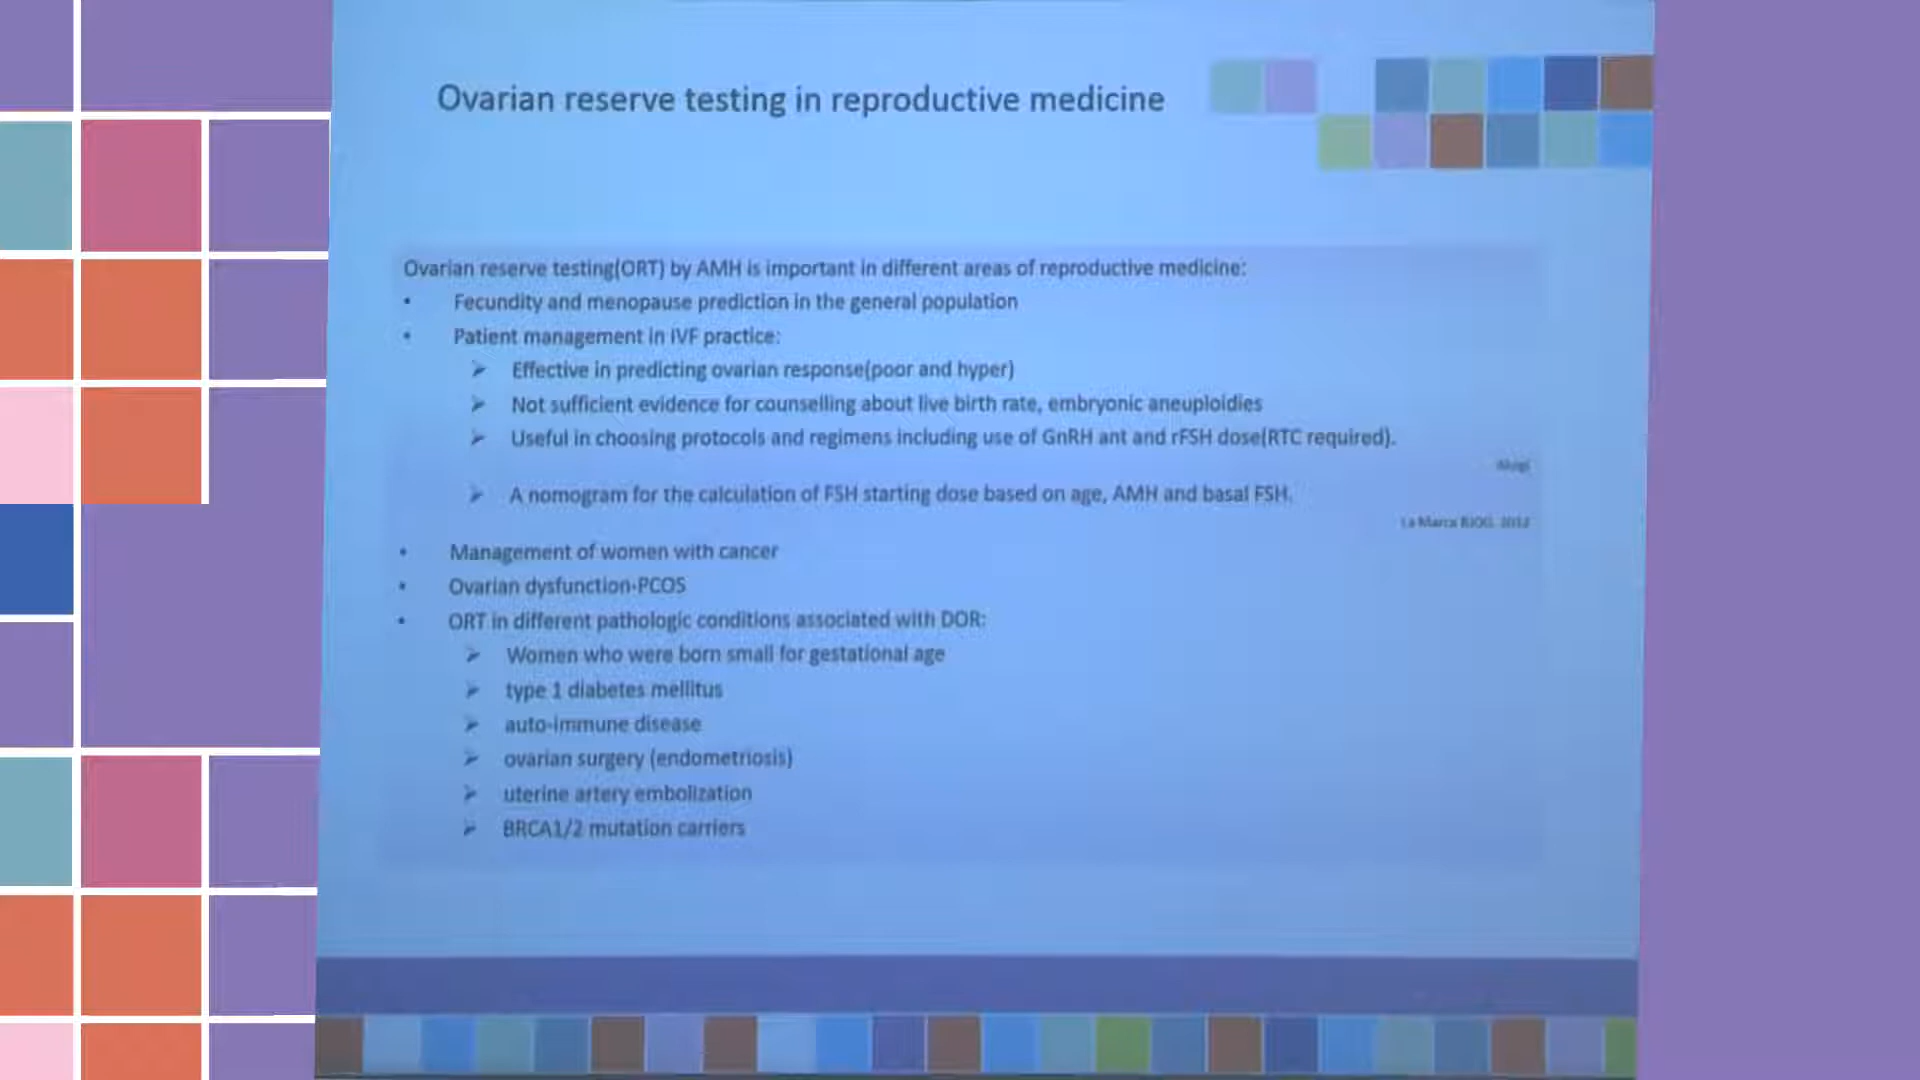 Ovarian reserve testing in reproductive medicine
Ovarian reserve testing(ORT) by AMH is important in different areas of reproductive medicine:
• Fecundity and menopause prediction in the general population
• Patient management in IVF practice:
➢ Effective in predicting ovarian response(poor and hyper)
➢ Not sufficient evidence for counselling about live birth rate, embryonic aneuploidies
➢ Useful in choosing protocols and regimens including use of GnRH ant and rFSH dose(RTC required).
➢ A nomogram for the calculation of FSH starting dose based on age, AMH and basal FSH.
La Marca BJOG, 2012
• Management of women with cancer
• Ovarian dysfunction-PCOS
• ORT in different pathologic conditions associated with DOR:
➢ Women who were born small for gestational age
➢ type 1 diabetes mellitus
➢ auto-immune disease
➢ ovarian surgery (endometriosis)
➢ uterine artery embolization
➢ BRCA1/2 mutation carriers